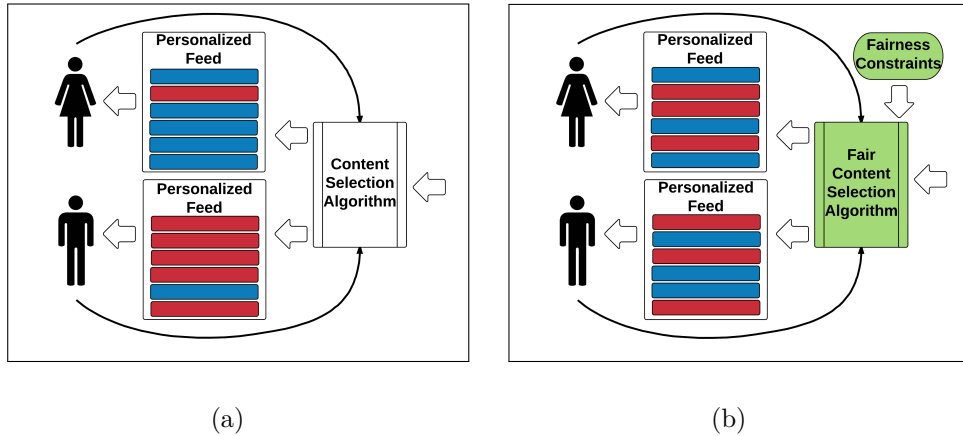 Personalized
Feed
Content
Selection
Algorithm
Personalized
Feed
(a)
Personalized
Feed
Fairness
Constraints
Fair
Content
Selection
Algorithm
Personalized
Feed
(b)